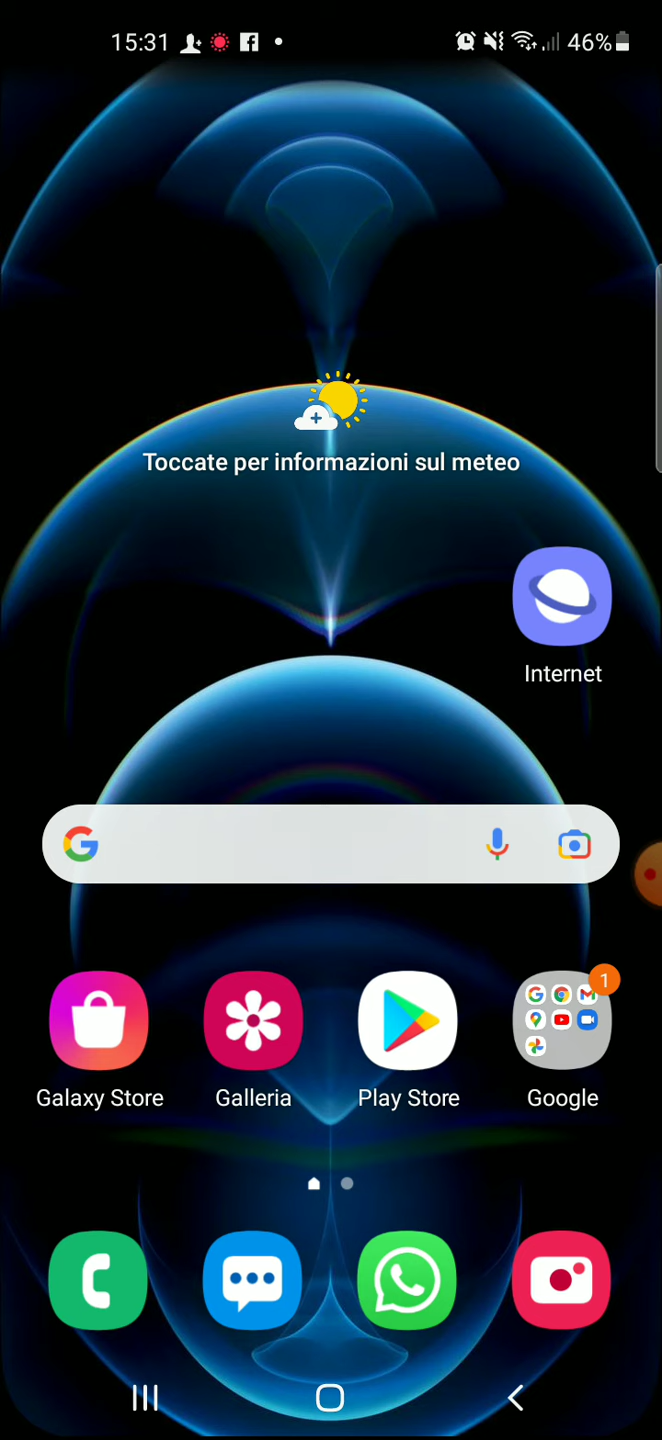 15:31 46%
Toccate per informazioni sul meteo
Internet
1
Galaxy Store Galleria Play Store Google